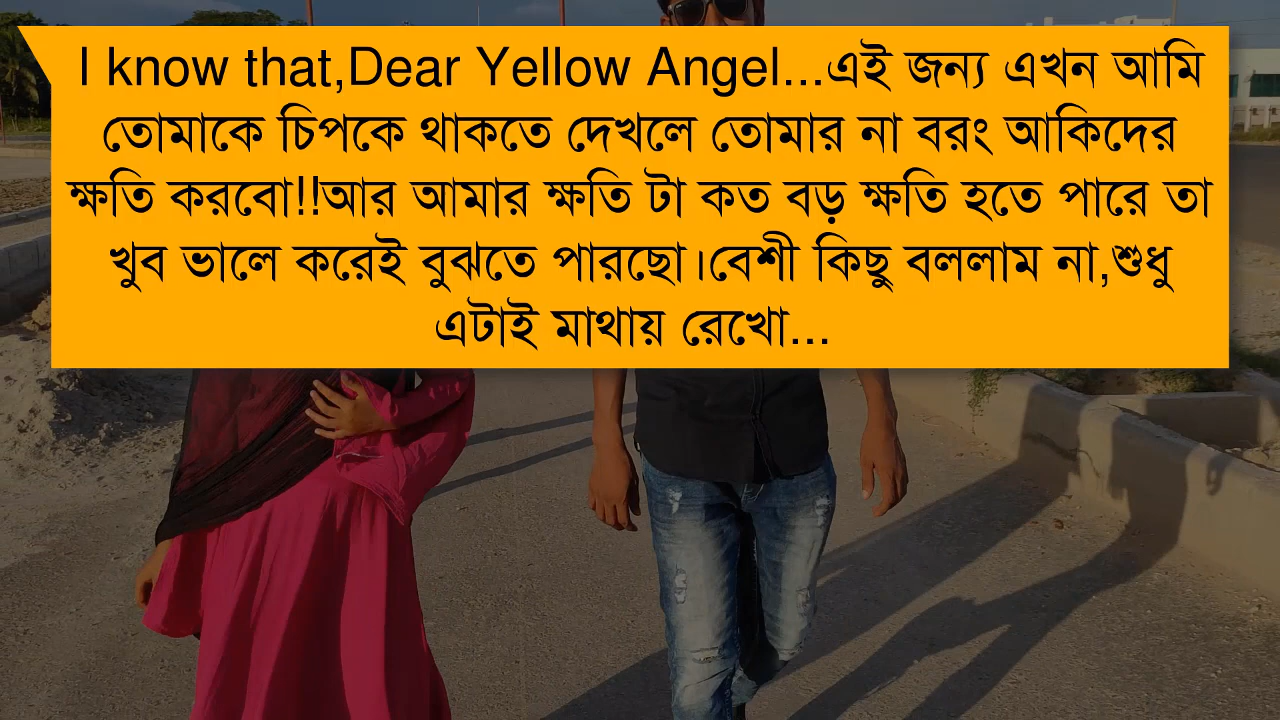 I know that,Dear Yellow Angel...এই জন্য এখন আমি
তোমাকে চিপকে থাকতে দেখলে তোমার না বরং আকিদের
ক্ষতি করবো!!আর আমার ক্ষতি টা কত বড় ক্ষতি হতে পারে তা
খুব ভালে করেই বুঝতে পারছো।বেশী কিছু বললাম না,শুধু
এটাই মাথায় রেখো...